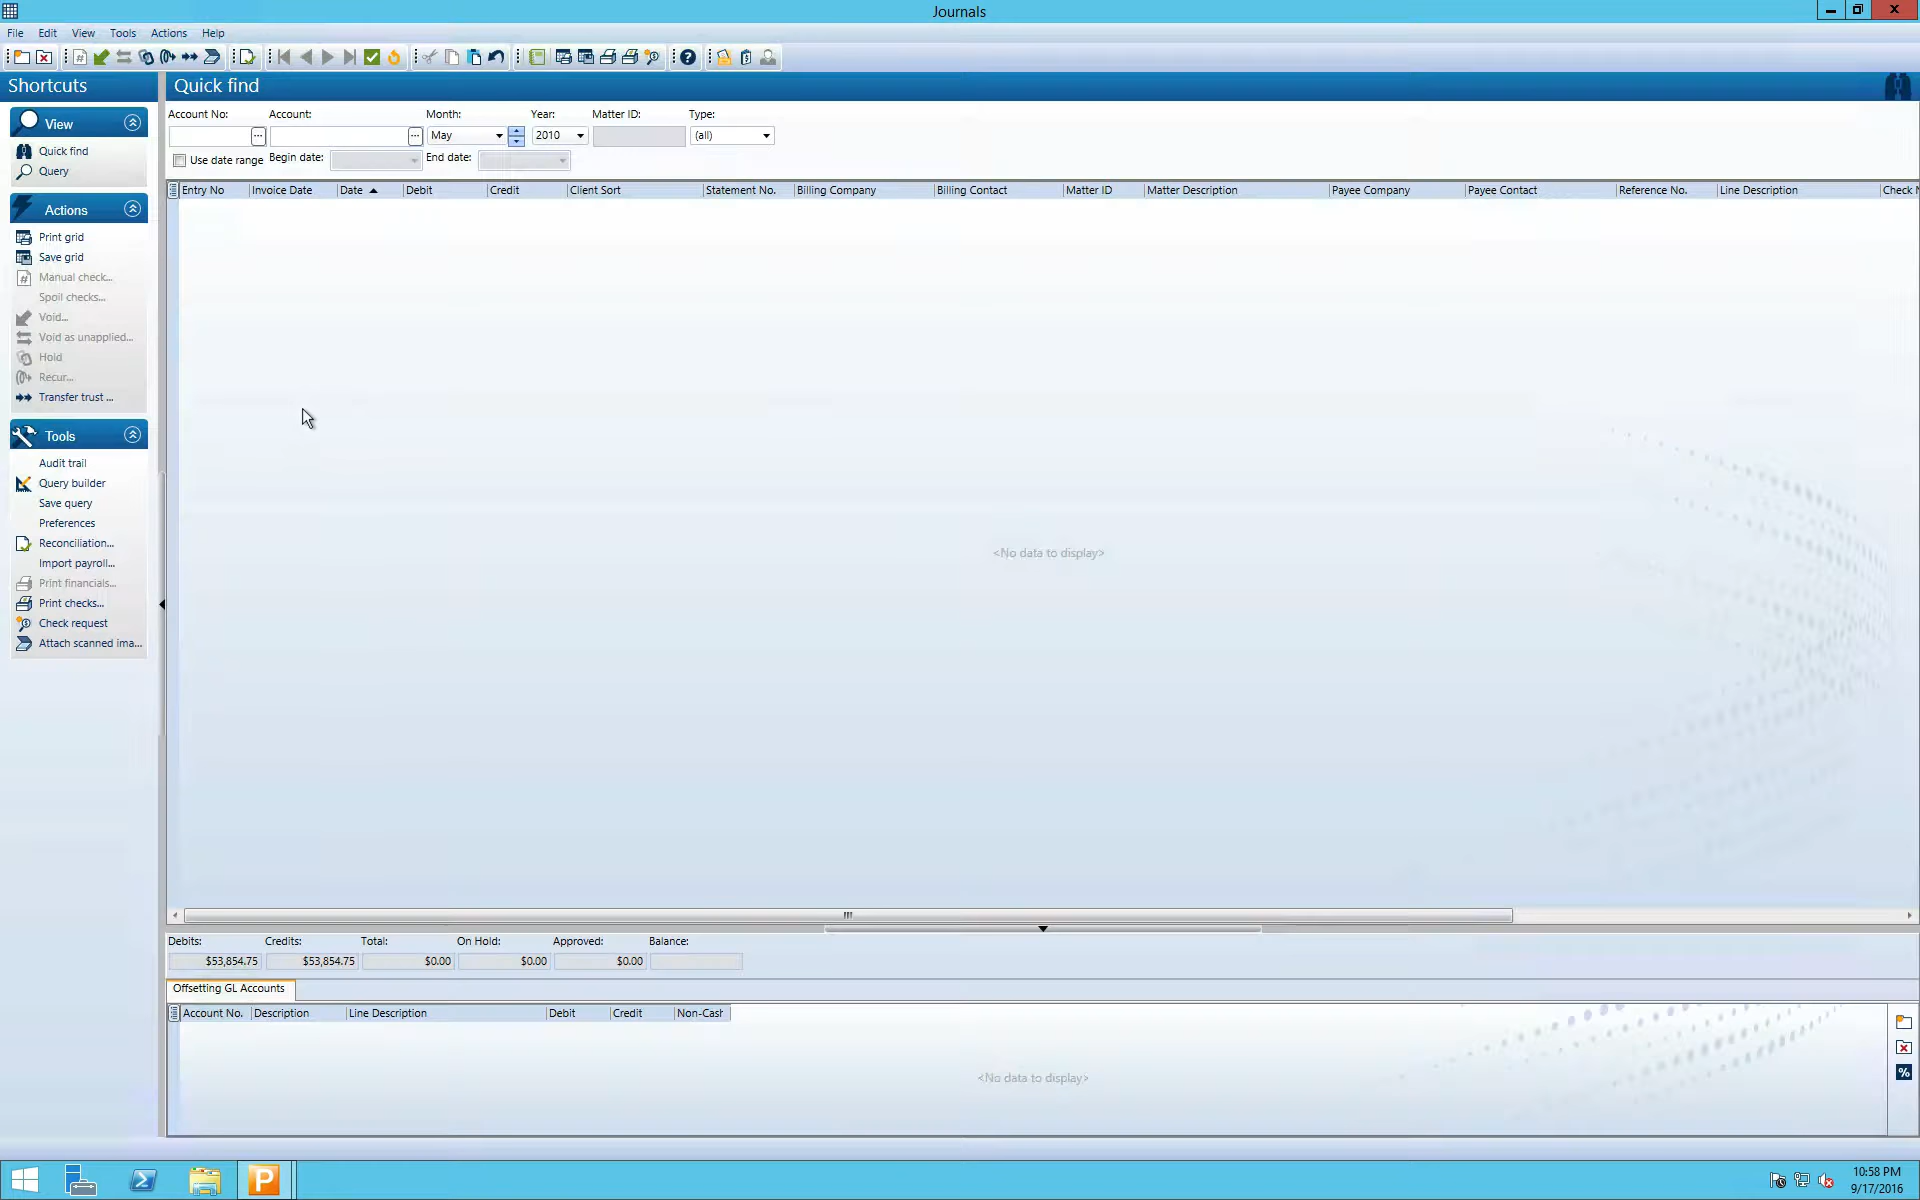 Journals
File Edit View Tools Actions Help
Shortcuts
Quick find
View
Quick find
Query
Actions
Print grid
Save grid
Manual check...
Spoil checks...
Void...
Void as unapplied...
Hold
Recur...
Transfer trust ...
Tools
Audit trail
Query builder
Save query
Preferences
Reconciliation...
Import payroll...
Print financials...
Print checks...
Check request
Attach scanned ima...
Account No: Account: Month: Year: Matter ID: Type:
May 2010 (all)
Use date range Begin date: End date:
Entry No Invoice Date Date Debit Credit Client Sort Statement No. Billing Company Billing Contact Matter ID Matter Description Payee Company Payee Contact Reference No. Line Description Check N
<No data to display>
Debits: Credits: Total: On Hold: Approved: Balance:
$53,854.75 $53,854.75 $0.00 $0.00 $0.00
Offsetting GL Accounts
Account No. Description Line Description Debit Credit Non-Cash
<No data to display>
%
P
10:58 PM
9/17/2016